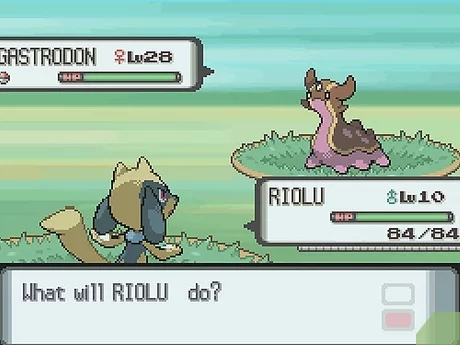 GASTRODON ♀Lv28
HP
RIOLU ♂Lv10
HP
84/84
What will RIOLU do?